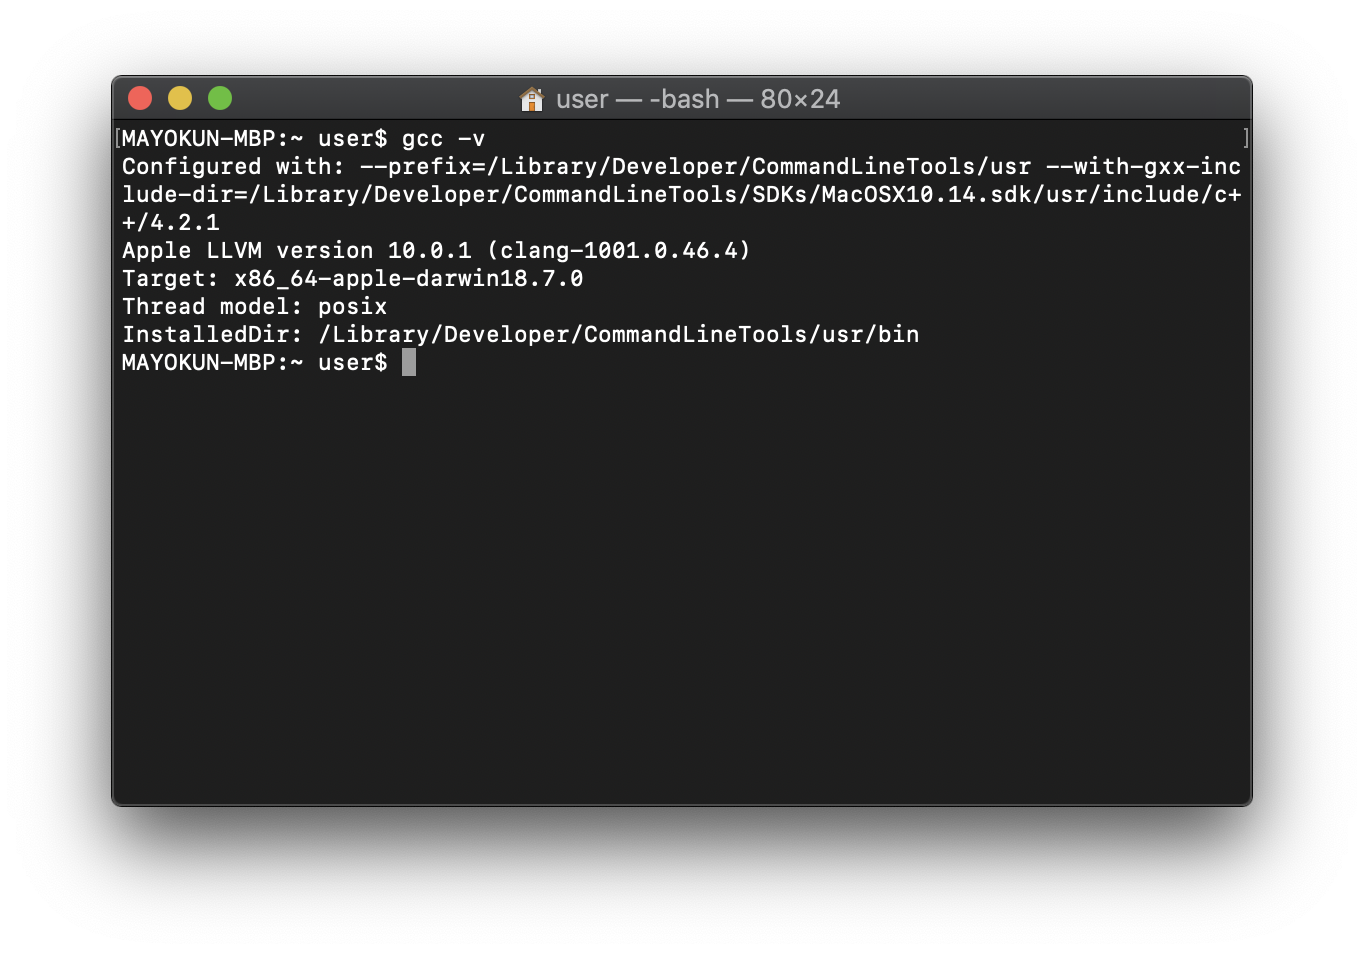 user — -bash — 80×24
[MAYOKUN-MBP:~ user$ gcc -v ]
Configured with: --prefix=/Library/Developer/CommandLineTools/usr --with-gxx-inc
lude-dir=/Library/Developer/CommandLineTools/SDKs/MacOSX10.14.sdk/usr/include/c+
+/4.2.1
Apple LLVM version 10.0.1 (clang-1001.0.46.4)
Target: x86_64-apple-darwin18.7.0
Thread model: posix
InstalledDir: /Library/Developer/CommandLineTools/usr/bin
MAYOKUN-MBP:~ user$